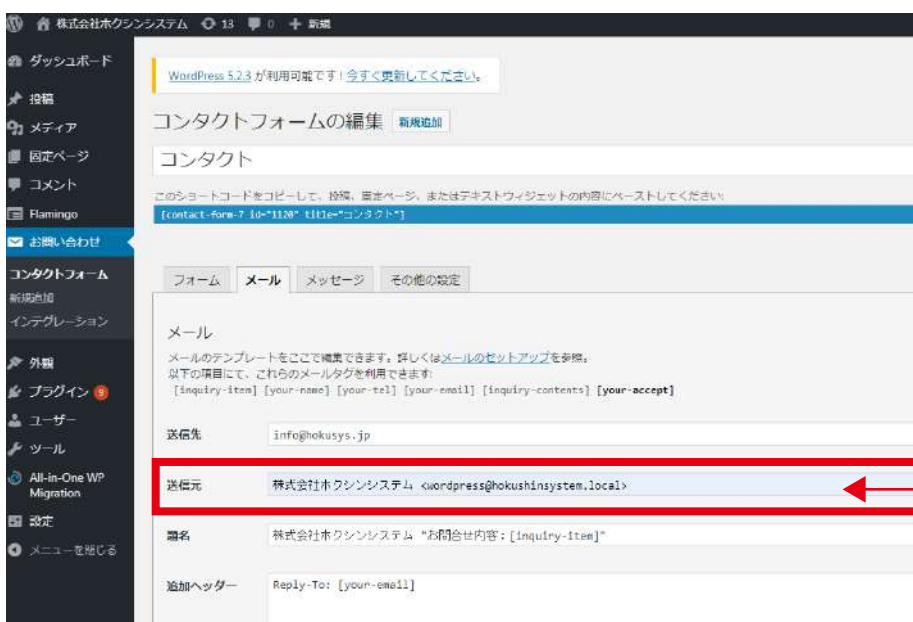 株式会社ホクシンシステム 13 0 新規
ダッシュボード
投稿
メディア
固定ページ
コメント
Flamingo
お問い合わせ
コンタクトフォーム
新規追加
インテグレーション
外観
プラグイン 9
ユーザー
ツール
All-in-One WP
Migration
設定
メニューを閉じる
WordPress 5.2.3 が利用可能です ! 今すぐ更新してください。
コンタクトフォームの編集 新規追加
コンタクト
このショートコードをコピーして、投稿、固定ページ、またはテキストウィジェットの内容にペーストしてください:
[contact-form-7 id="1120" title="コンタクト"]
フォーム メール メッセージ その他の設定
メール
メールのテンプレートをここで編集できます。詳しくはメールのセットアップを参照。
以下の項目にて、これらのメールタグを利用できます:
[inquiry-item] [your-name] [your-tel] [your-email] [inquiry-contents] [your-accept]
送信先 info@hokusys.jp
送信元 株式会社ホクシンシステム <wordpress@hokushinsystem.local>
題名 株式会社ホクシンシステム "お問合せ内容：[inquiry-item]"
追加ヘッダー Reply-To: [your-email]